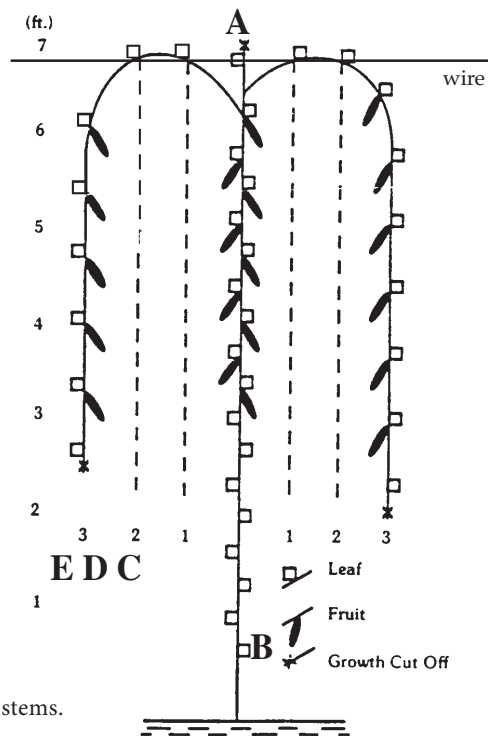 (ft.)
A
7
wire
6
5
4
3
2
3 2 1 1 2 3
E D C
Leaf
1
Fruit
B
Growth Cut Off
stems.